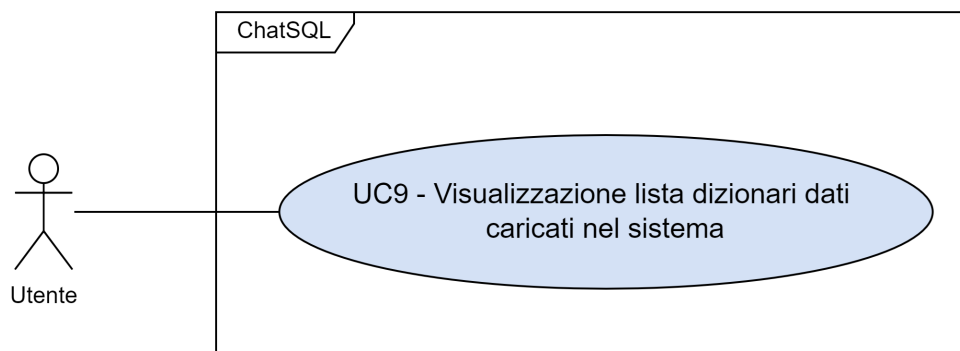 ChatSQL
UC9 - Visualizzazione lista dizionari dati
caricati nel sistema
Utente